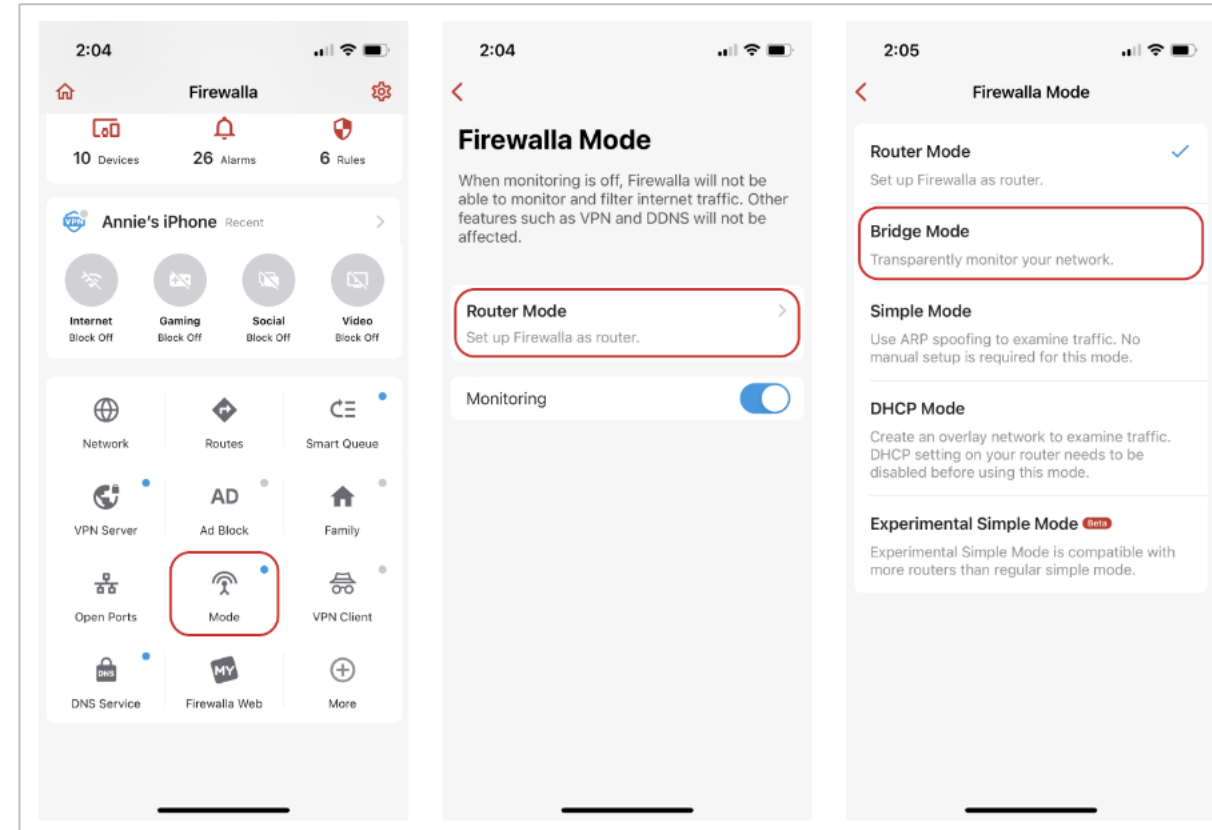 2:04
Firewalla
10 Devices
26 Alarms
6 Rules
VPN
Annie's iPhone Recent
Internet
Block Off
Gaming
Block Off
Social
Block Off
Video
Block Off
Network
Routes
Smart Queue
VPN Server
AD
Ad Block
Family
Open Ports
Mode
VPN Client
DNS
DNS Service
MY
Firewalla Web
More
2:04
Firewalla Mode
When monitoring is off, Firewalla will not be
able to monitor and filter internet traffic. Other
features such as VPN and DDNS will not be
affected.
Router Mode
Set up Firewalla as router.
Monitoring
2:05
Firewalla Mode
Router Mode
Set up Firewalla as router.
Bridge Mode
Transparently monitor your network.
Simple Mode
Use ARP spoofing to examine traffic. No
manual setup is required for this mode.
DHCP Mode
Create an overlay network to examine traffic.
DHCP setting on your router needs to be
disabled before using this mode.
Experimental Simple Mode Beta
Experimental Simple Mode is compatible with
more routers than regular simple mode.